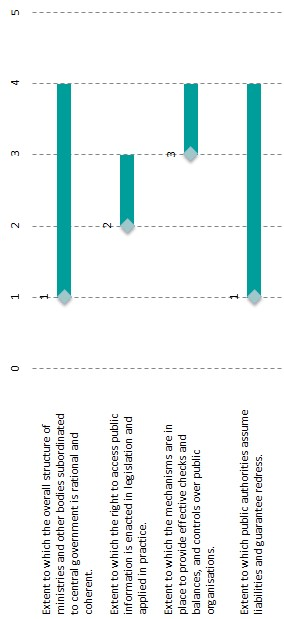 5
4
3
2
1
0
1
2
3
1
Extent to which the overall structure of
ministries and other bodies subordinated
to central government is rational and
coherent.
Extent to which the right to access public
information is enacted in legislation and
applied in practice.
Extent to which the mechanisms are in
place to provide effective checks and
balances, and controls over public
organisations.
Extent to which public authorities assume
liabilities and guarantee redress.